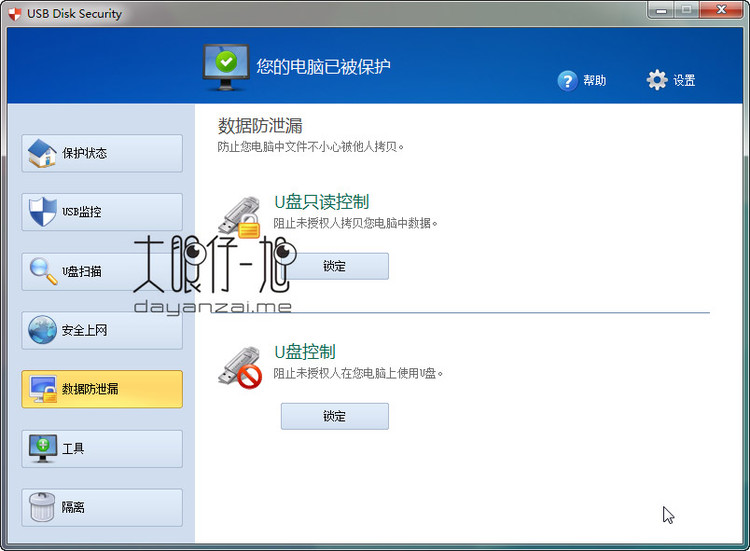 USB Disk Security
您的电脑已被保护
帮助
设置
保护状态
USB监控
U盘扫描
安全上网
数据防泄漏
工具
隔离
数据防泄漏
防止您电脑中文件不小心被他人拷贝。
U盘只读控制
阻止未授权人拷贝您电脑中数据。
锁定
大眼仔~旭
dayanzai.me
U盘控制
阻止未授权人在您电脑上使用U盘。
锁定